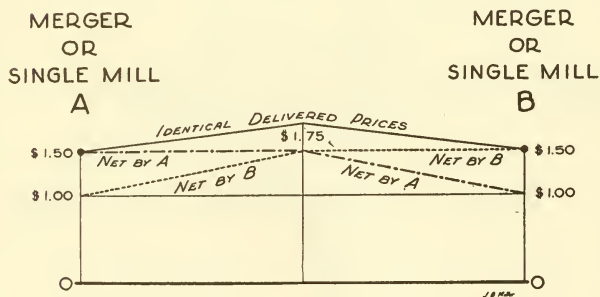 MERGER
OR
SINGLE MILL
A
MERGER
OR
SINGLE MILL
B
IDENTICAL DELIVERED PRICES
$1.75
$1.50
$1.50
NET BY A
NET BY B
NET BY B
NET BY A
$1.00
$1.00
O
O